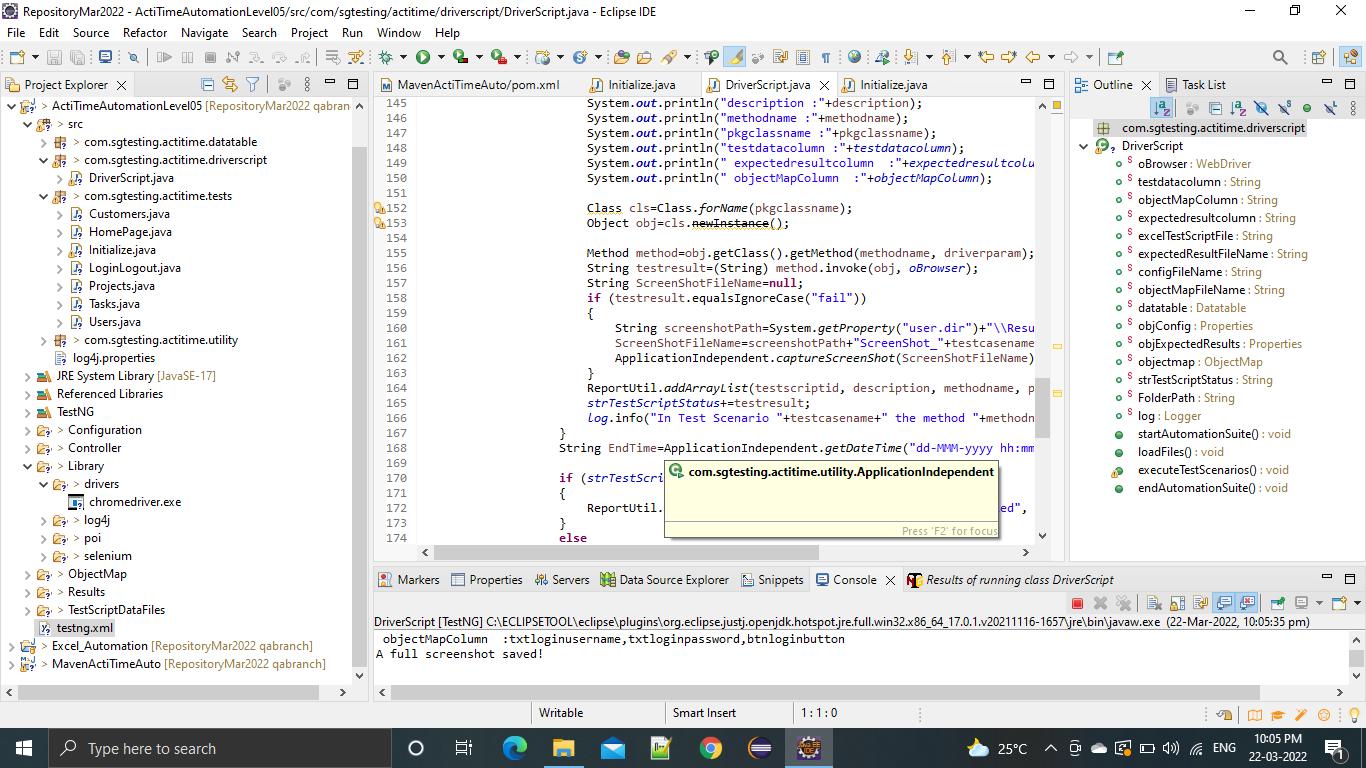 RepositoryMar2022 - ActiTimeAutomationLevel05/src/com/sgtesting/actitime/driverscript/DriverScript.java - Eclipse IDE
File Edit Source Refactor Navigate Search Project Run Window Help
Project Explorer
ActiTimeAutomationLevel05 [RepositoryMar2022 qabran
> src
> com.sgtesting.actitime.datatable
> com.sgtesting.actitime.driverscript
DriverScript.java
> com.sgtesting.actitime.tests
Customers.java
HomePage.java
Initialize.java
LoginLogout.java
Projects.java
Tasks.java
Users.java
> com.sgtesting.actitime.utility
log4j.properties
JRE System Library [JavaSE-17]
Referenced Libraries
TestNG
> Configuration
> Controller
> Library
> drivers
chromedriver.exe
> log4j
> poi
> selenium
> ObjectMap
> Results
> TestScriptDataFiles
testng.xml
> Excel_Automation [RepositoryMar2022 qabranch]
> MavenActiTimeAuto [RepositoryMar2022 qabranch]
MavenActiTimeAuto/pom.xml Initialize.java DriverScript.java Initialize.java
145 System.out.println("description :"+description);
146 System.out.println("methodname :"+methodname);
147 System.out.println("pkgclassname :"+pkgclassname);
148 System.out.println("testdatacolumn :"+testdatacolumn);
149 System.out.println(" expectedresultcolumn  :"+expectedresultcolu
150 System.out.println(" objectMapColumn  :"+objectMapColumn);
151
152 Class cls=Class.forName(pkgclassname);
153 Object obj=cls.newInstance();
154
155 Method method=obj.getClass().getMethod(methodname, driverparam);
156 String testresult=(String) method.invoke(obj, oBrowser);
157 String ScreenShotFileName=null;
158 if (testresult.equalsIgnoreCase("fail"))
159 {
160 String screenshotPath=System.getProperty("user.dir")+"\\Resu
161 ScreenShotFileName=screenshotPath+"ScreenShot_"+testcasename
162 ApplicationIndependent.captureScreenShot(ScreenShotFileName)
163 }
164 ReportUtil.addArrayList(testscriptid, description, methodname, p
165 strTestScriptStatus+=testresult;
166 log.info("In Test Scenario "+testcasename+" the method "+methodn
167 }
168 String EndTime=ApplicationIndependent.getDateTime("dd-MMM-yyyy hh:mm
169
170 if (strTestScri
171 {
172 ReportUtil. ed",
173 }
174 else
com.sgtesting.actitime.utility.ApplicationIndependent
Press 'F2' for focus
Outline Task List
com.sgtesting.actitime.driverscript
DriverScript
oBrowser : WebDriver
testdatacolumn : String
objectMapColumn : String
expectedresultcolumn : String
excelTestScriptFile : String
expectedResultFileName : String
configFileName : String
objectMapFileName : String
datatable : Datatable
objConfig : Properties
objExpectedResults : Properties
objectmap : ObjectMap
strTestScriptStatus : String
FolderPath : String
log : Logger
startAutomationSuite() : void
loadFiles() : void
executeTestScenarios() : void
endAutomationSuite() : void
Markers Properties Servers Data Source Explorer Snippets Console Results of running class DriverScript
DriverScript [TestNG] C:\ECLIPSETOOL\eclipse\plugins\org.eclipse.justj.openjdk.hotspot.jre.full.win32.x86_64_17.0.1.v20211116-1657\jre\bin\javaw.exe (22-Mar-2022, 10:05:35 pm)
objectMapColumn  :txtloginusername,txtloginpassword,btnloginbutton
A full screenshot saved!
Writable Smart Insert 1 : 1 : 0
Type here to search
25°C
ENG
10:05 PM
22-03-2022
1